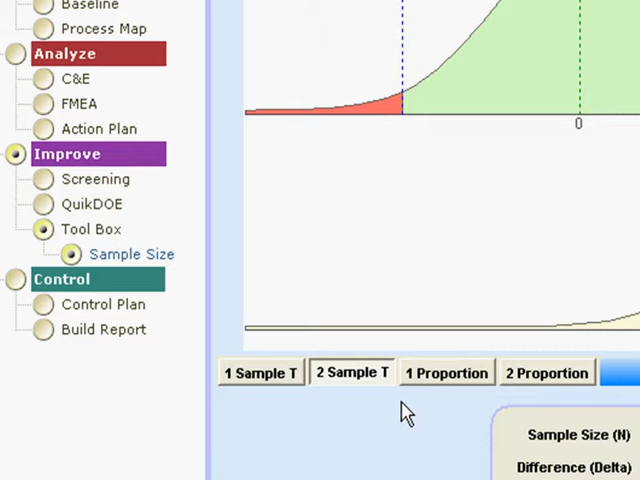 Baseline
Process Map
Analyze
C&E
FMEA
Action Plan
Improve
Screening
QuikDOE
Tool Box
Sample Size
Control
Control Plan
Build Report
0
1 Sample T
2 Sample T
1 Proportion
2 Proportion
Sample Size (N)
Difference (Delta)